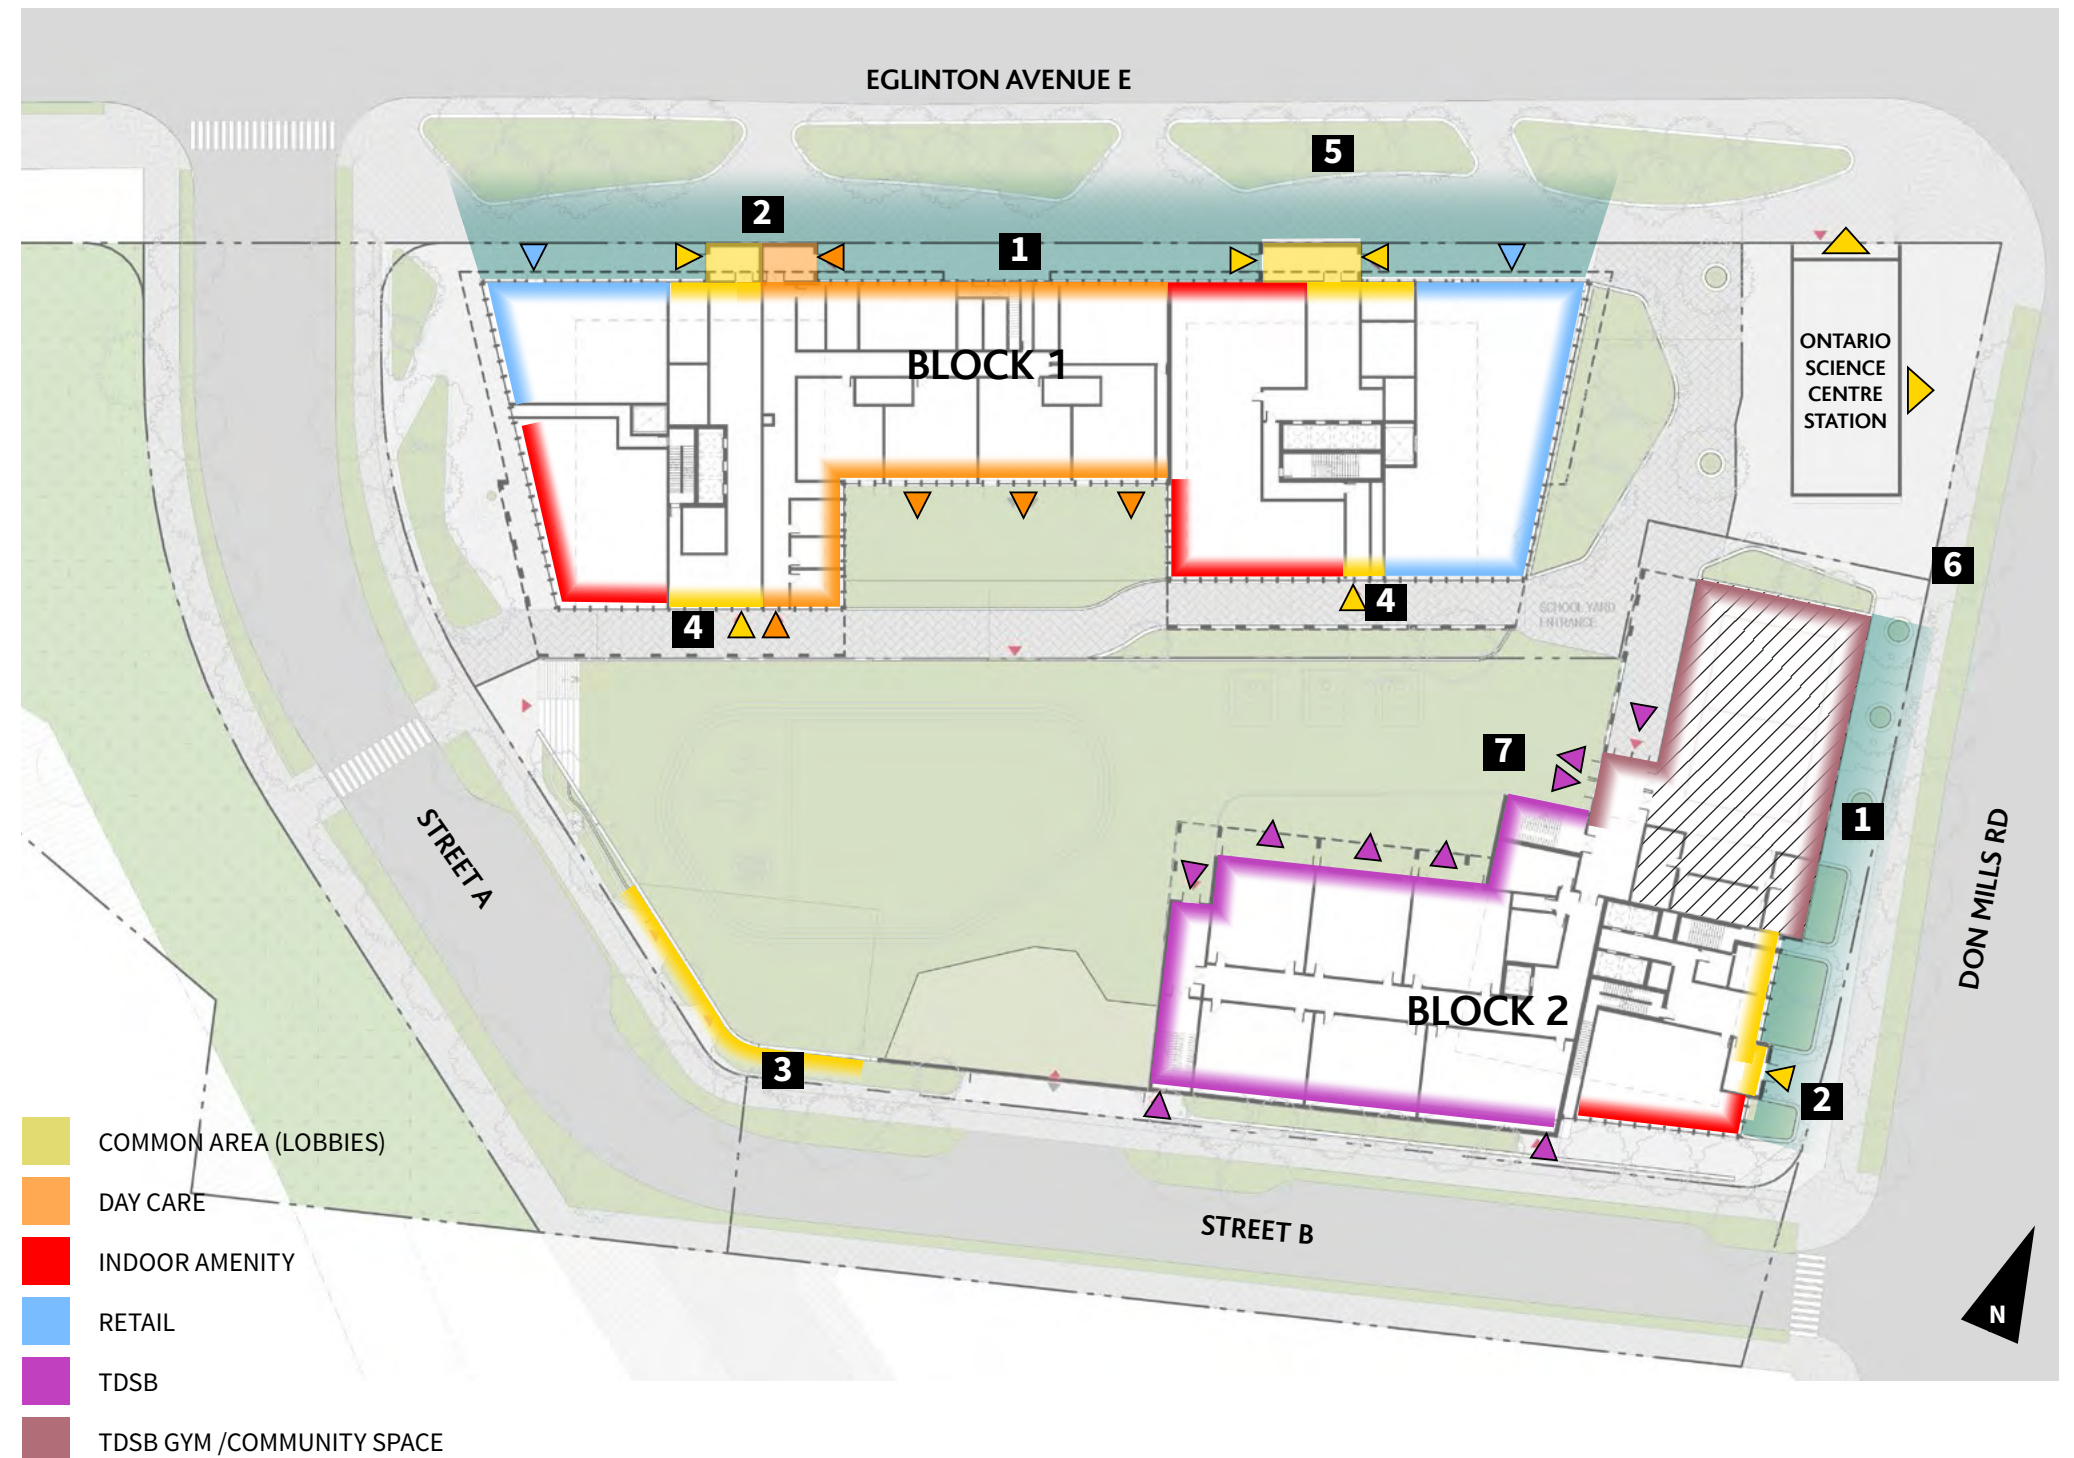 EGLINTON AVENUE E
5
2
1
BLOCK 1
ONTARIO
SCIENCE
CENTRE
STATION
6
4
4
SCHOOL YARD
ENTRANCE
7
1
STREET A
DON MILLS RD
BLOCK 2
3
2
STREET B
N
COMMON AREA (LOBBIES)
DAY CARE
INDOOR AMENITY
RETAIL
TDSB
TDSB GYM /COMMUNITY SPACE